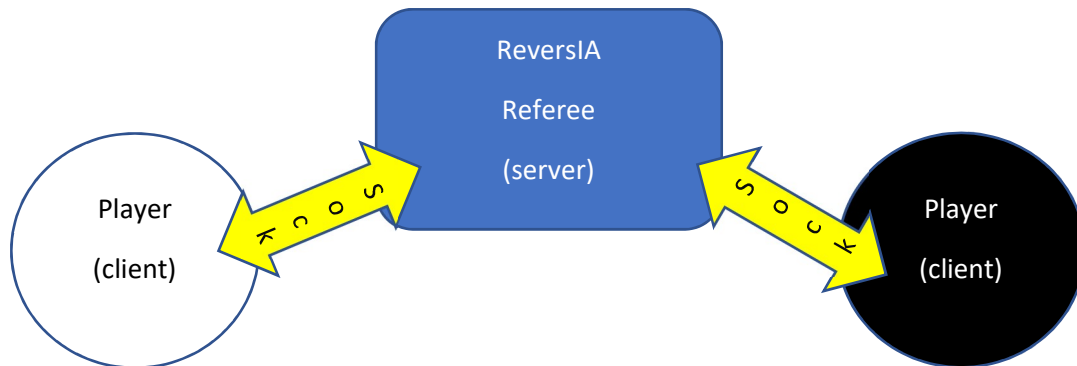 ReversIA
Referee
(server)
Player
(client)
Sock
Sock
Player
(client)